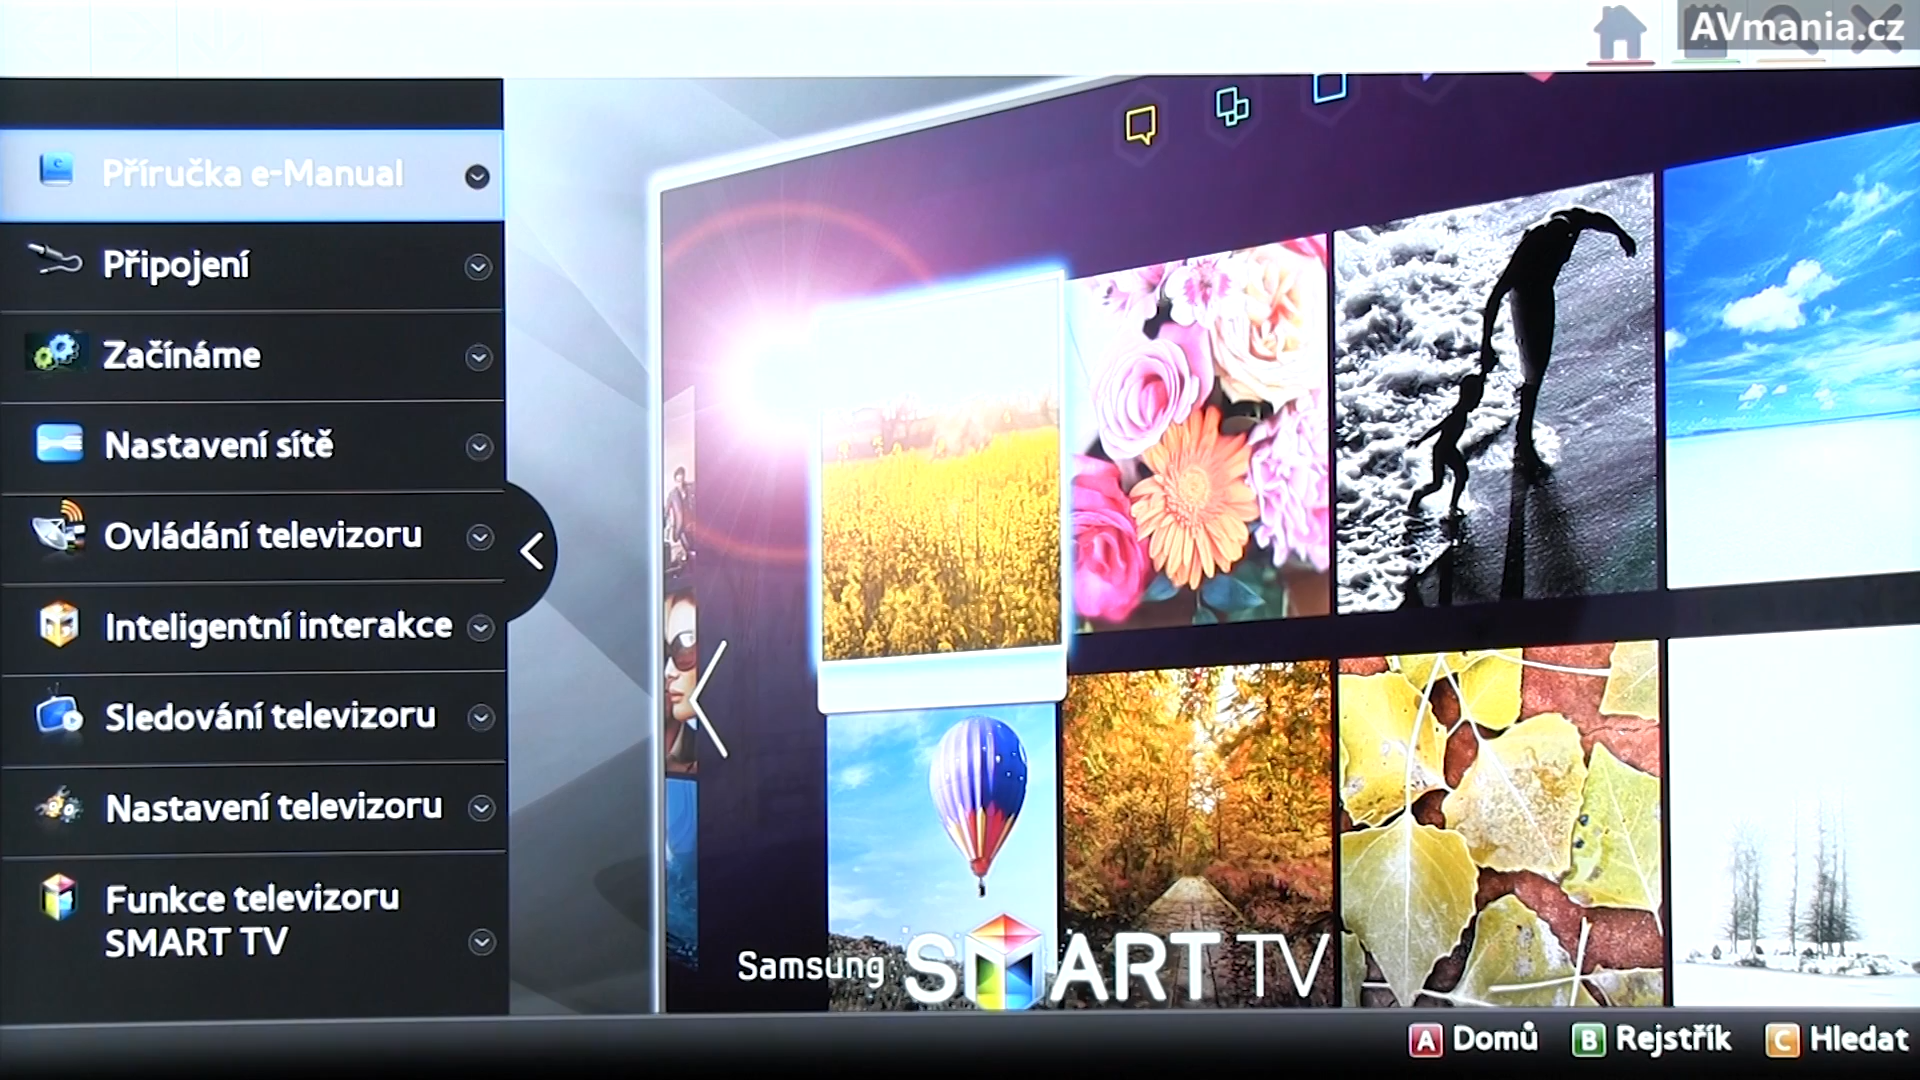 AVmania.cz
Příručka e-Manual
Připojení
Začínáme
Nastavení sítě
Ovládání televizoru
Inteligentní interakce
Sledování televizoru
Nastavení televizoru
Funkce televizoru
SMART TV
Samsung SMART TV
A Domů B Rejstřík C Hledat